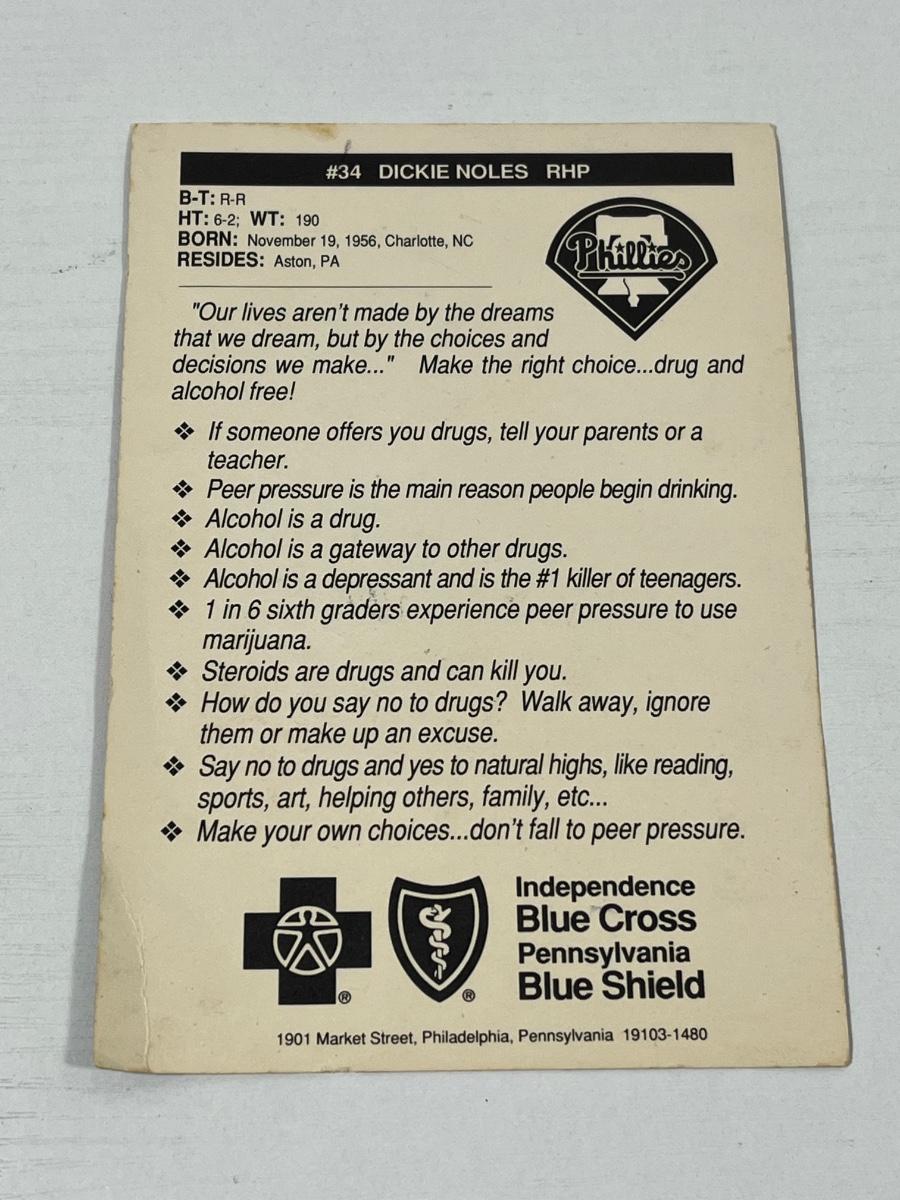 #34 DICKIE NOLES RHP
B-T: R-R
HT: 6-2; WT: 190
BORN: November 19, 1956, Charlotte, NC
RESIDES: Aston, PA
Phillies
"Our lives aren't made by the dreams
that we dream, but by the choices and
decisions we make..." Make the right choice...drug and
alcohol free!
❖ If someone offers you drugs, tell your parents or a
teacher.
❖ Peer pressure is the main reason people begin drinking.
❖ Alcohol is a drug.
❖ Alcohol is a gateway to other drugs.
❖ Alcohol is a depressant and is the #1 killer of teenagers.
❖ 1 in 6 sixth graders experience peer pressure to use
marijuana.
❖ Steroids are drugs and can kill you.
❖ How do you say no to drugs? Walk away, ignore
them or make up an excuse.
❖ Say no to drugs and yes to natural highs, like reading,
sports, art, helping others, family, etc...
❖ Make your own choices...don't fall to peer pressure.
Independence
Blue Cross
Pennsylvania
Blue Shield
® ®
1901 Market Street, Philadelphia, Pennsylvania 19103-1480